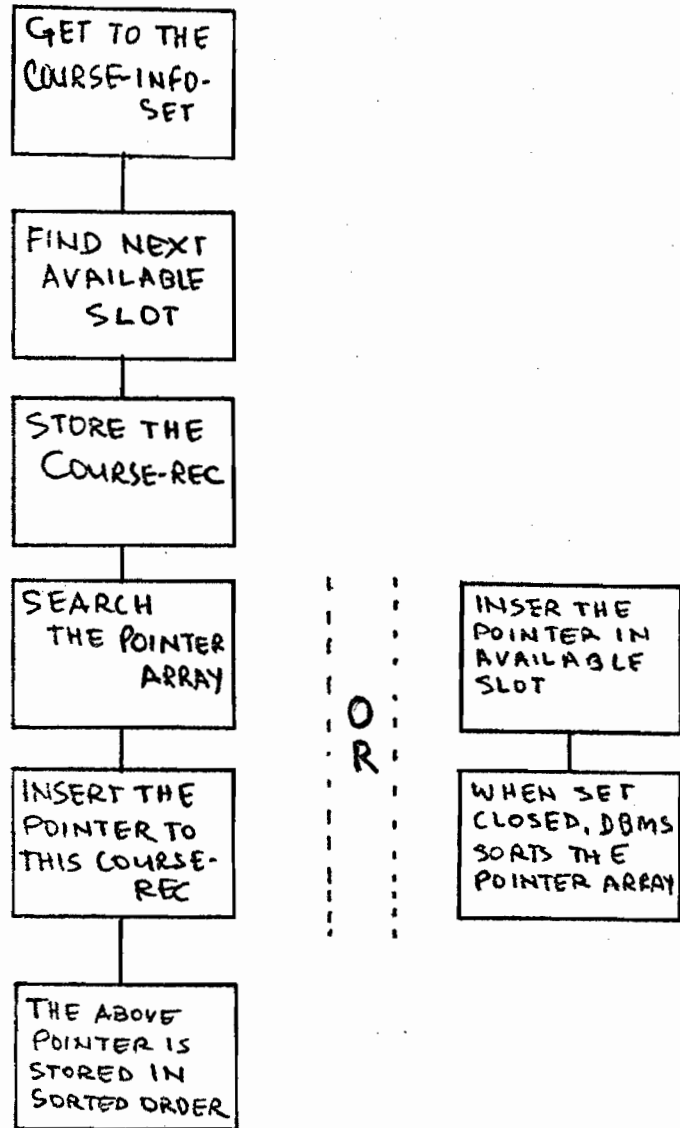 GET TO THE
COURSE-INFO-
SET
FIND NEXT
AVAILABLE
SLOT
STORE THE
COURSE-REC
SEARCH
THE POINTER
ARRAY
INSERT THE
POINTER TO
THIS COURSE-
REC
THE ABOVE
POINTER IS
STORED IN
SORTED ORDER
O
R
INSER THE
POINTER IN
AVAILABLE
SLOT
WHEN SET
CLOSED, DBMS
SORTS THE
POINTER ARRAY